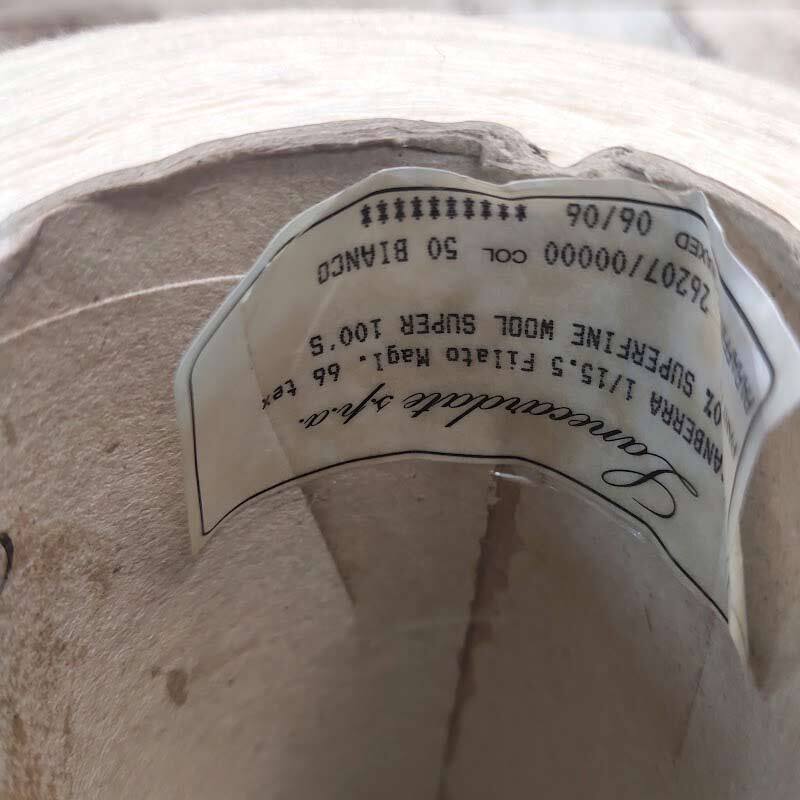 Lanecardate s.p.a.
ANBERRA 1/15.5 Filato Magl. 66 tex
0% SUPERFINE WOOL SUPER 100'S
26207/00000 COL 50 BIANCO
XED 06/06 **********